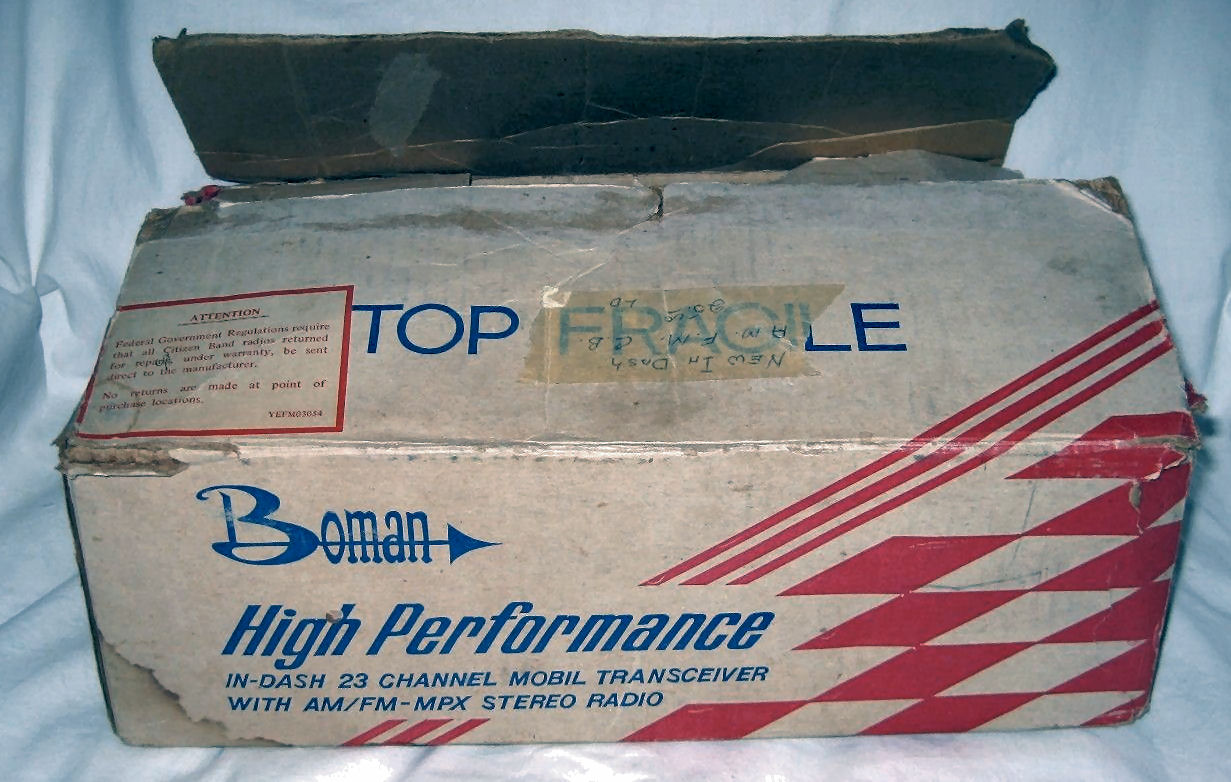 TOP FRAGILE
NEW In Dash
A.M. F.M. C.B.
ATTENTION
Federal Government Regulations require
that all Citizen Band radios returned
for repair under warranty, be sent
direct to the manufacturer.
No returns are made at point of
purchase locations.
YEFM03084
Boman
High Performance
IN-DASH 23 CHANNEL MOBIL TRANSCEIVER
WITH AM/FM-MPX STEREO RADIO